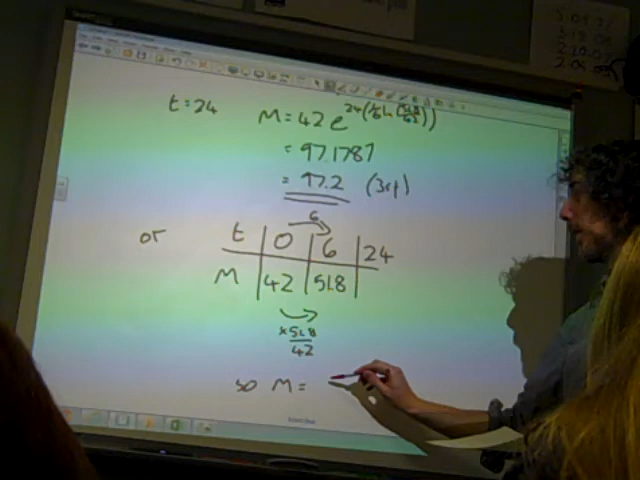 t = 24 M = 42 e^24(1/6 ln(51.8/42))
= 97.1787
= 97.2 (3sf)
6
or t | 0 | 6 | 24
M | 42 | 51.8
× 51.8
42
so M =